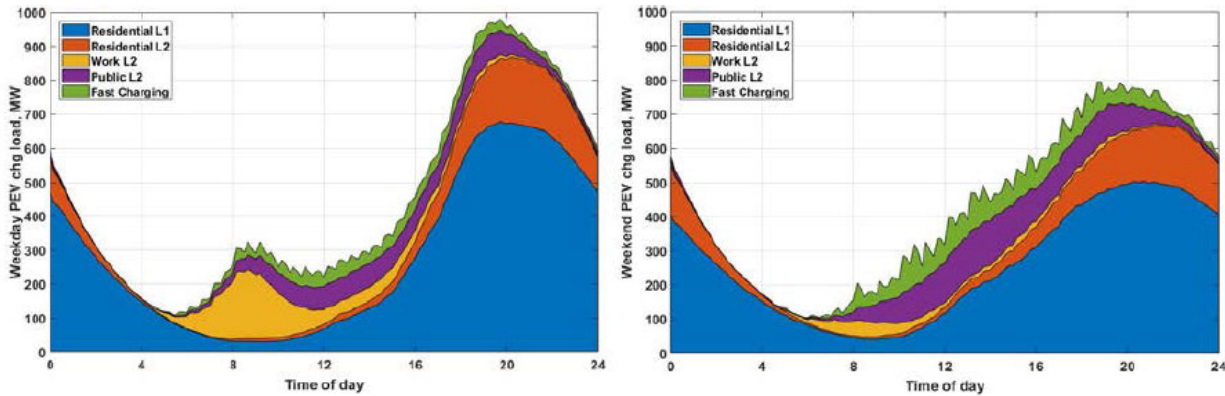 1000
900
800
700
600
500
400
300
200
100
0
Weekday PEV chg load, MW
Residential L1
Residential L2
Work L2
Public L2
Fast Charging
0 4 8 12 16 20 24
Time of day
1000
900
800
700
600
500
400
300
200
100
0
Weekend PEV chg load, MW
Residential L1
Residential L2
Work L2
Public L2
Fast Charging
0 4 8 12 16 20 24
Time of day